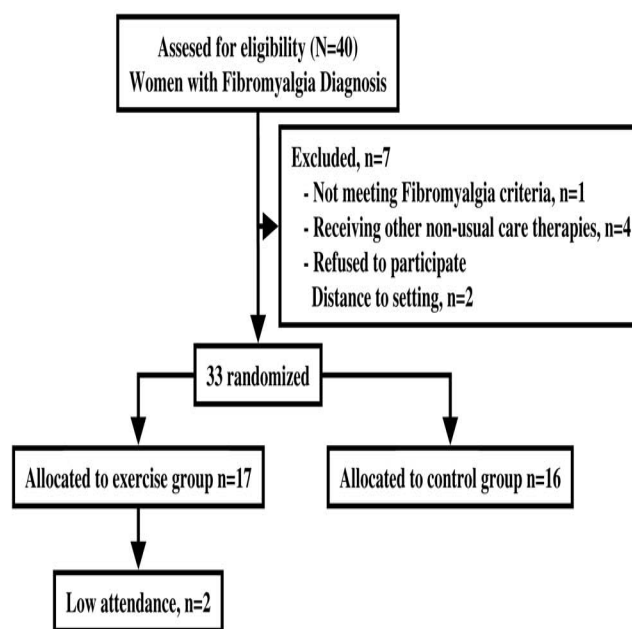 Assesed for eligibility (N=40)
Women with Fibromyalgia Diagnosis
Excluded, n=7
- Not meeting Fibromyalgia criteria, n=1
- Receiving other non-usual care therapies, n=4
- Refused to participate
Distance to setting, n=2
33 randomized
Allocated to exercise group n=17
Allocated to control group n=16
Low attendance, n=2